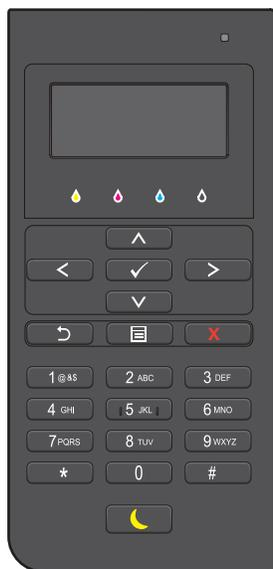 X
1 @&$ 2 ABC 3 DEF
4 GHI 5 JKL 6 MNO
7 PQRS 8 TUV 9 WXYZ
* 0 #